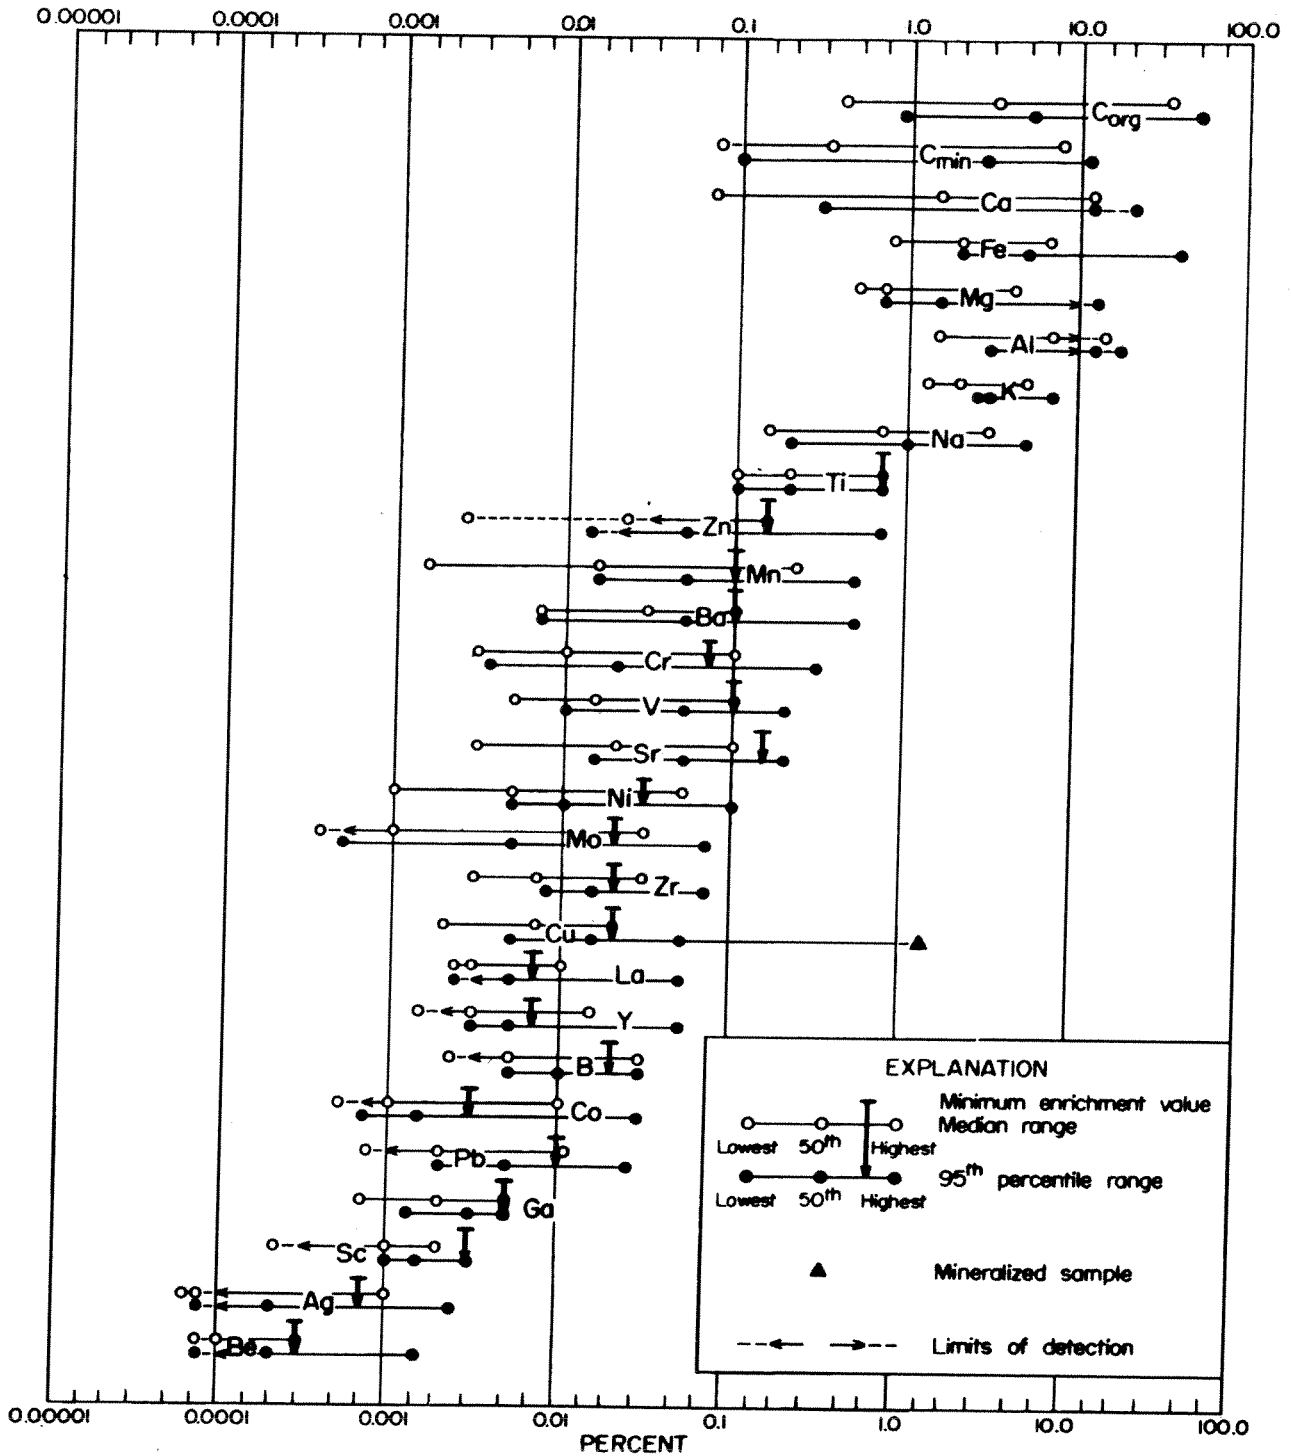 0.00001 0.0001 0.001 0.01 0.1 1.0 10.0 100.0
Corg
Cmin
Ca
Fe
Mg
Al
K
Na
Ti
Zn
Mn
Ba
Cr
V
Sr
Ni
Mo
Zr
Cu
La
Y
B
Co
Pb
Ga
Sc
Ag
Be
EXPLANATION
Minimum enrichment value
Median range
Lowest 50th Highest
95th percentile range
Lowest 50th Highest
Mineralized sample
Limits of detection
0.00001 0.0001 0.001 0.01 0.1 1.0 10.0 100.0
PERCENT